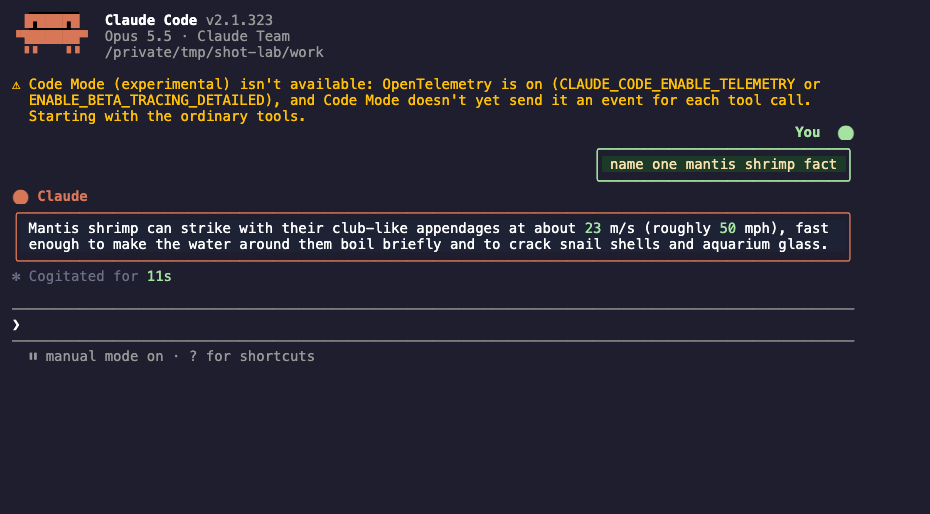 Claude Code v2.1.323
Opus 5.5 · Claude Team
/private/tmp/shot-lab/work
⚠ Code Mode (experimental) isn't available: OpenTelemetry is on (CLAUDE_CODE_ENABLE_TELEMETRY or
ENABLE_BETA_TRACING_DETAILED), and Code Mode doesn't yet send it an event for each tool call.
Starting with the ordinary tools.
You
name one mantis shrimp fact
Claude
Mantis shrimp can strike with their club-like appendages at about 23 m/s (roughly 50 mph), fast
enough to make the water around them boil briefly and to crack snail shells and aquarium glass.
✻ Cogitated for 11s
❯
⏸ manual mode on · ? for shortcuts